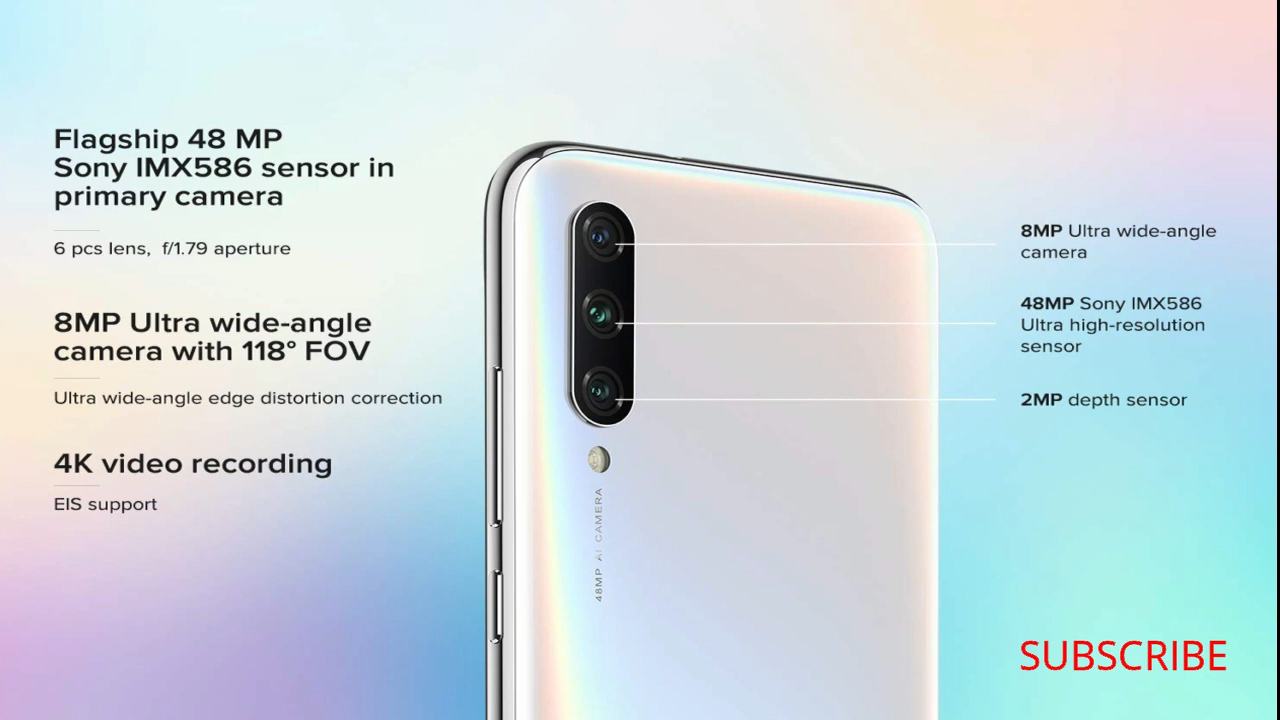 Flagship 48 MP
Sony IMX586 sensor in
primary camera
6 pcs lens, f/1.79 aperture
8MP Ultra wide-angle
camera with 118° FOV
Ultra wide-angle edge distortion correction
4K video recording
EIS support
48MP AI CAMERA
8MP Ultra wide-angle
camera
48MP Sony IMX586
Ultra high-resolution
sensor
2MP depth sensor
SUBSCRIBE